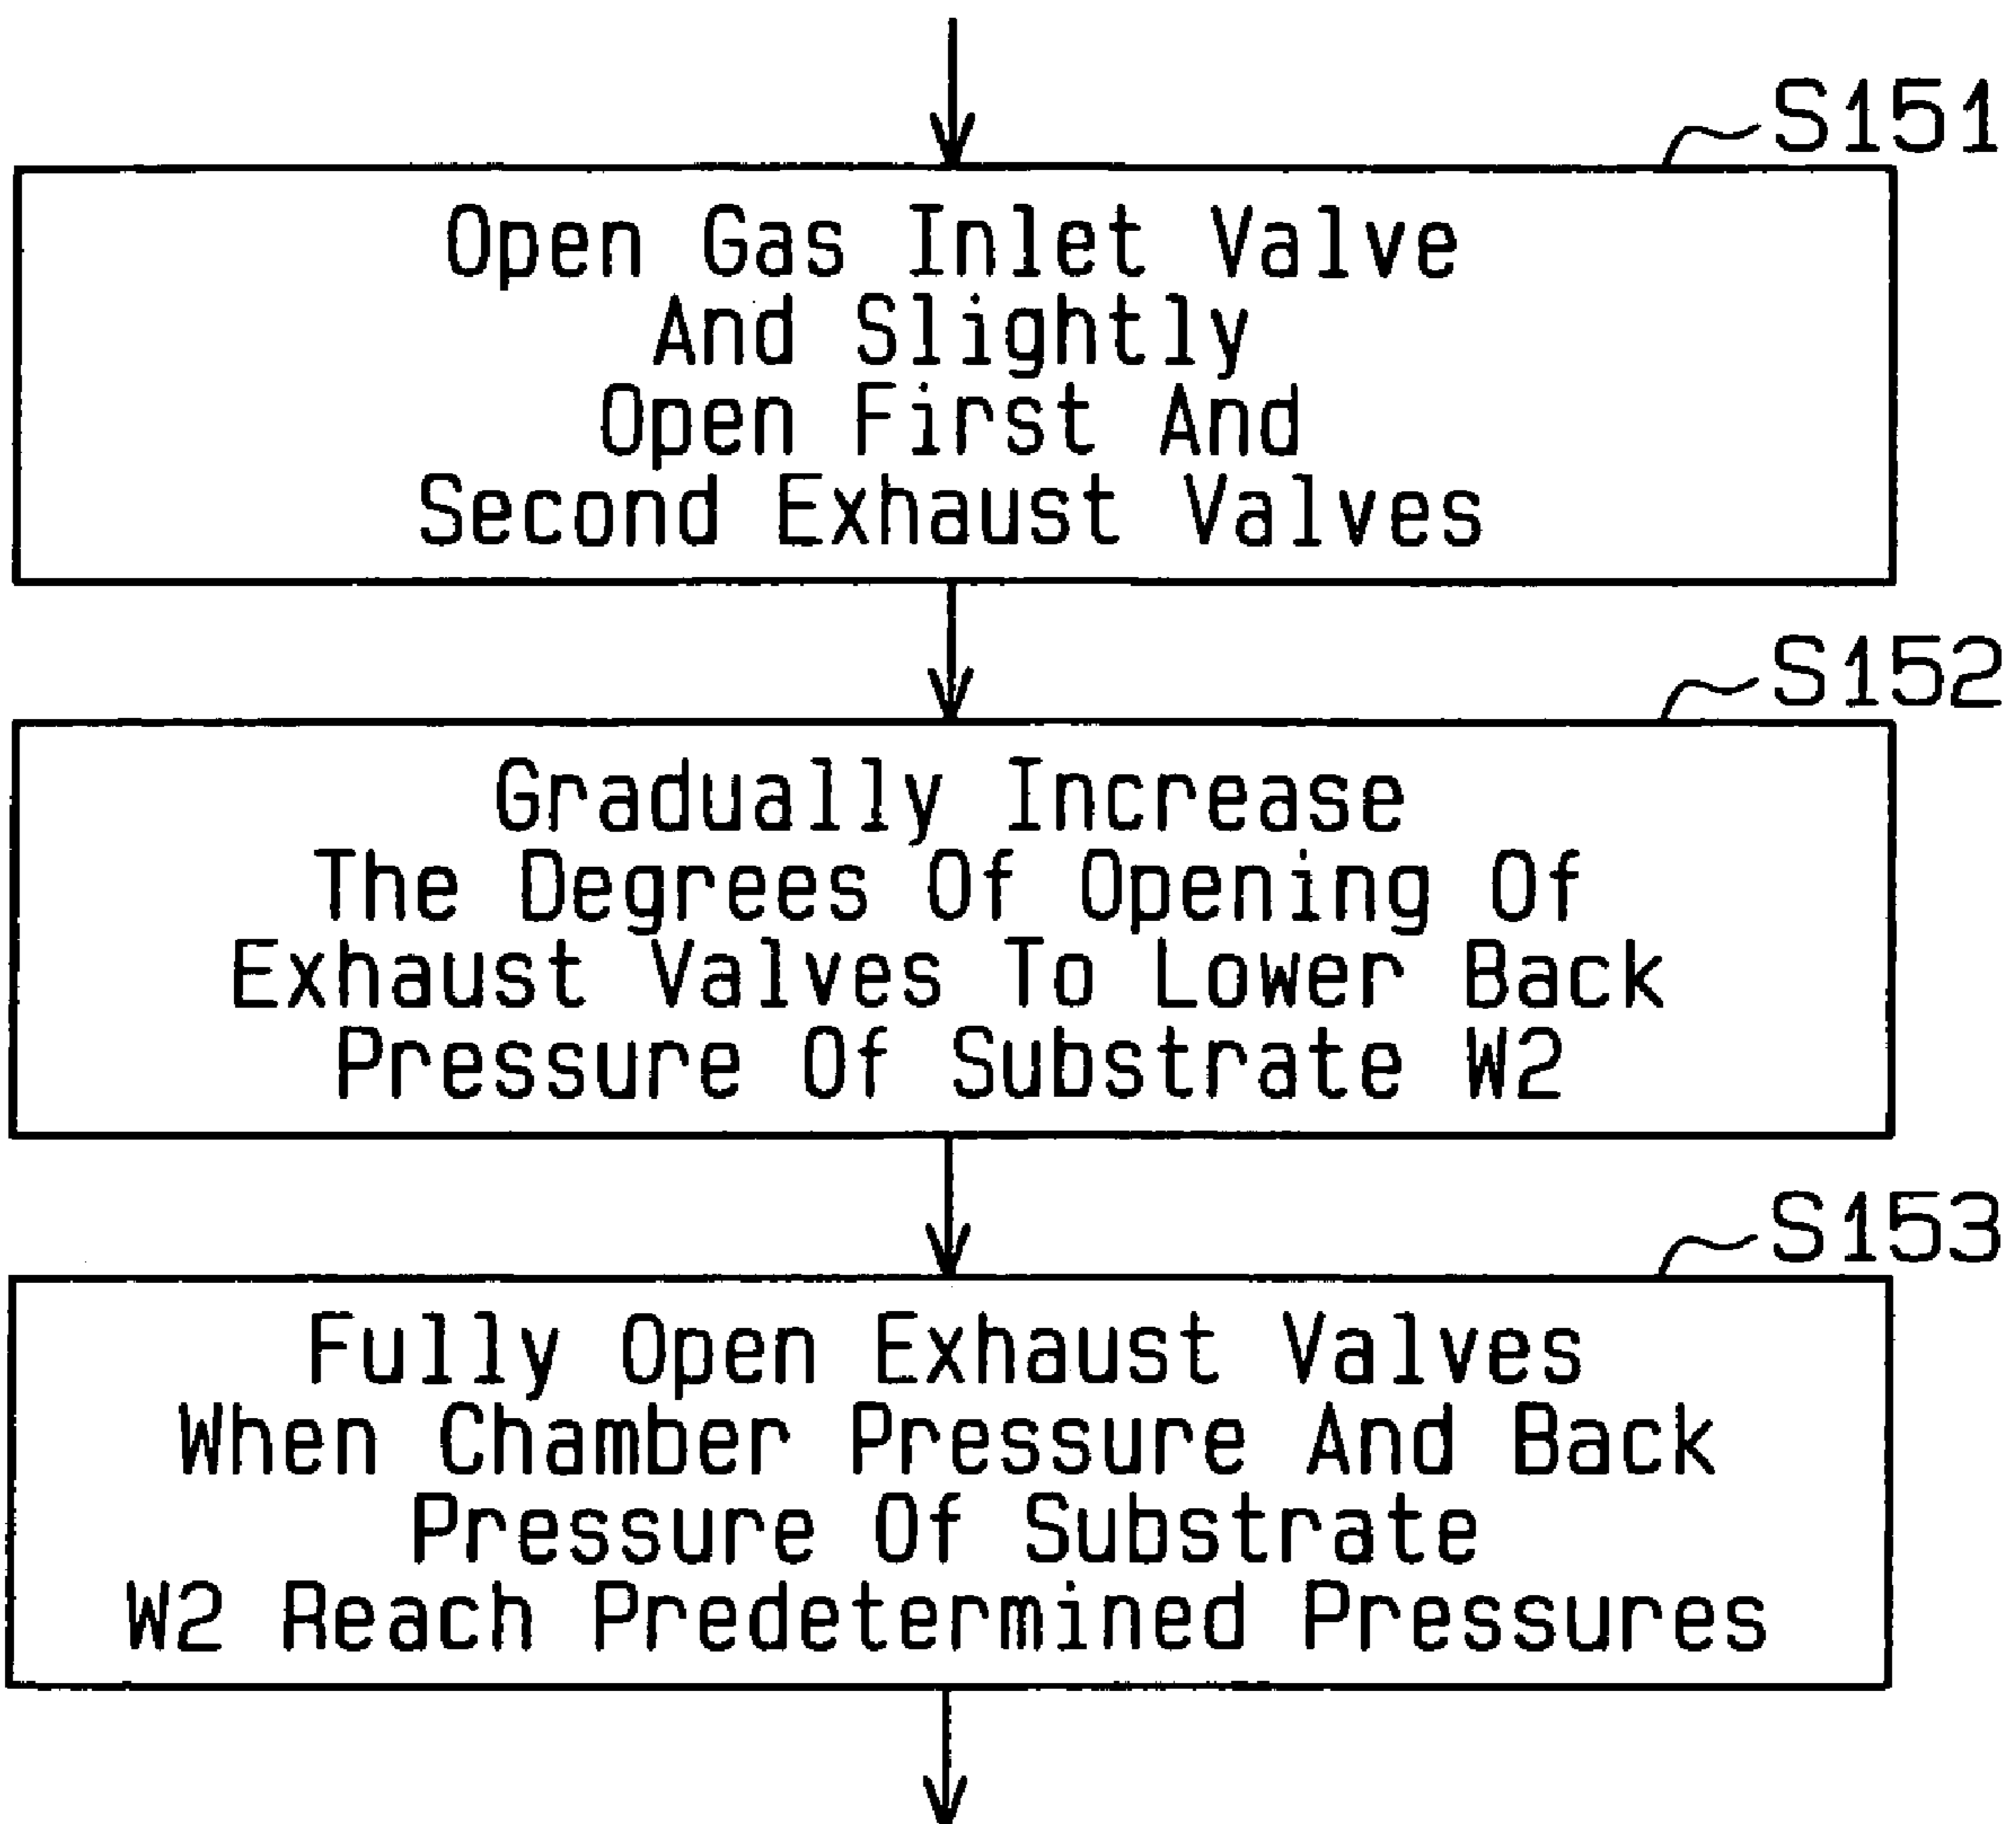 S151
Open Gas Inlet Valve
And Slightly
Open First And
Second Exhaust Valves
S152
Gradually Increase
The Degrees Of Opening Of
Exhaust Valves To Lower Back
Pressure Of Substrate W2
S153
Fully Open Exhaust Valves
When Chamber Pressure And Back
Pressure Of Substrate
W2 Reach Predetermined Pressures